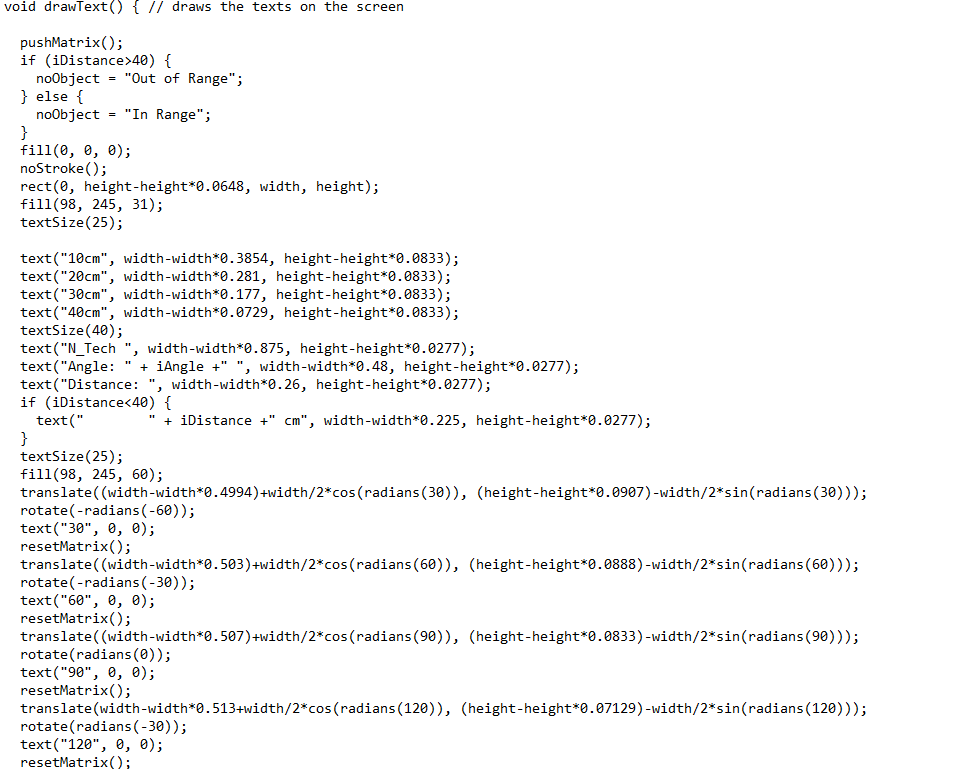 void drawText() { // draws the texts on the screen
pushMatrix();
if (iDistance>40) {
noObject = "Out of Range";
} else {
noObject = "In Range";
}
fill(0, 0, 0);
noStroke();
rect(0, height-height*0.0648, width, height);
fill(98, 245, 31);
textSize(25);
text("10cm", width-width*0.3854, height-height*0.0833);
text("20cm", width-width*0.281, height-height*0.0833);
text("30cm", width-width*0.177, height-height*0.0833);
text("40cm", width-width*0.0729, height-height*0.0833);
textSize(40);
text("N_Tech ", width-width*0.875, height-height*0.0277);
text("Angle: " + iAngle +" ", width-width*0.48, height-height*0.0277);
text("Distance: ", width-width*0.26, height-height*0.0277);
if (iDistance<40) {
text("        " + iDistance +" cm", width-width*0.225, height-height*0.0277);
}
textSize(25);
fill(98, 245, 60);
translate((width-width*0.4994)+width/2*cos(radians(30)), (height-height*0.0907)-width/2*sin(radians(30)));
rotate(-radians(-60));
text("30", 0, 0);
resetMatrix();
translate((width-width*0.503)+width/2*cos(radians(60)), (height-height*0.0888)-width/2*sin(radians(60)));
rotate(-radians(-30));
text("60", 0, 0);
resetMatrix();
translate((width-width*0.507)+width/2*cos(radians(90)), (height-height*0.0833)-width/2*sin(radians(90)));
rotate(radians(0));
text("90", 0, 0);
resetMatrix();
translate(width-width*0.513+width/2*cos(radians(120)), (height-height*0.07129)-width/2*sin(radians(120)));
rotate(radians(-30));
text("120", 0, 0);
resetMatrix();